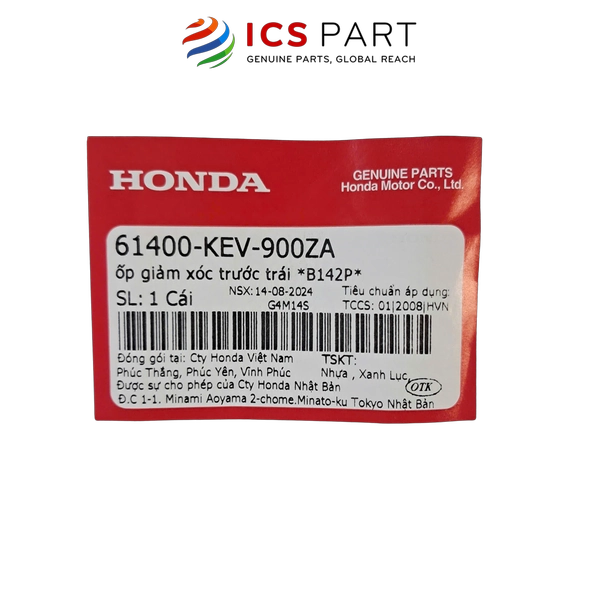 ICS PART
GENUINE PARTS, GLOBAL REACH
HONDA
GENUINE PARTS
Honda Motor Co., Ltd.
61400-KEV-900ZA
ốp giảm xóc trước trái *B142P*
SL: 1 Cái
NSX: 14-08-2024
G4M14S
Tiêu chuẩn áp dụng:
TCCS: 01|2008|HVN
Đóng gói tại: Cty Honda Việt Nam
Phúc Thắng, Phúc Yên, Vĩnh Phúc
TSKT:
Nhựa , Xanh Luc,
OTK
Được sự cho phép của Cty Honda Nhật Bản
Đ.C 1-1. Minami Aoyama 2-chome.Minato-ku Tokyo Nhật Bản